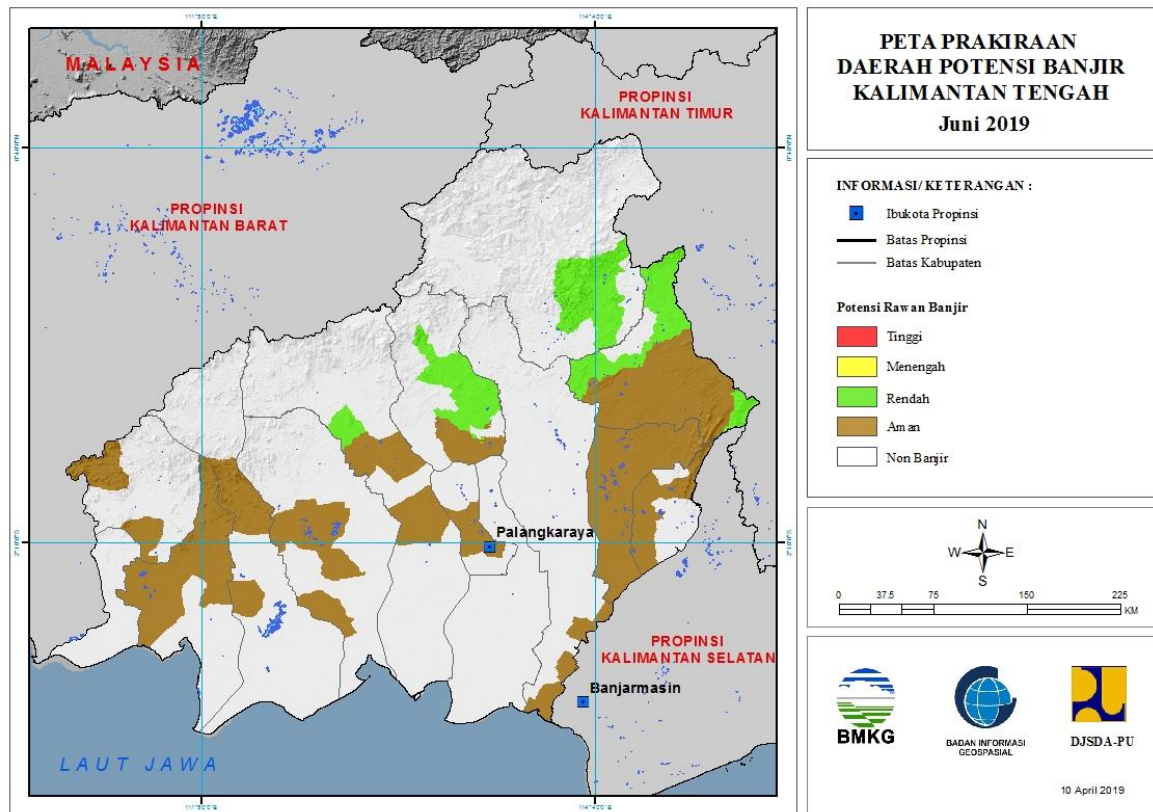 MALAYSIA
PROPINSI
KALIMANTAN TIMUR
PROPINSI
KALIMANTAN BARAT
Palangkaraya
PROPINSI
KALIMANTAN SELATAN
Banjarmasin
LAUT JAWA
PETA PRAKIRAAN
DAERAH POTENSI BANJIR
KALIMANTAN TENGAH
Juni 2019
INFORMASI/KETERANGAN :
Ibukota Propinsi
Batas Propinsi
Batas Kabupaten
Potensi Rawan Banjir
Tinggi
Menengah
Rendah
Aman
Non Banjir
N
W E
S
0 37.5 75 150 225
KM
BMKG
BADAN INFORMASI
GEOSPASIAL
DJSDA-PU
10 April 2019